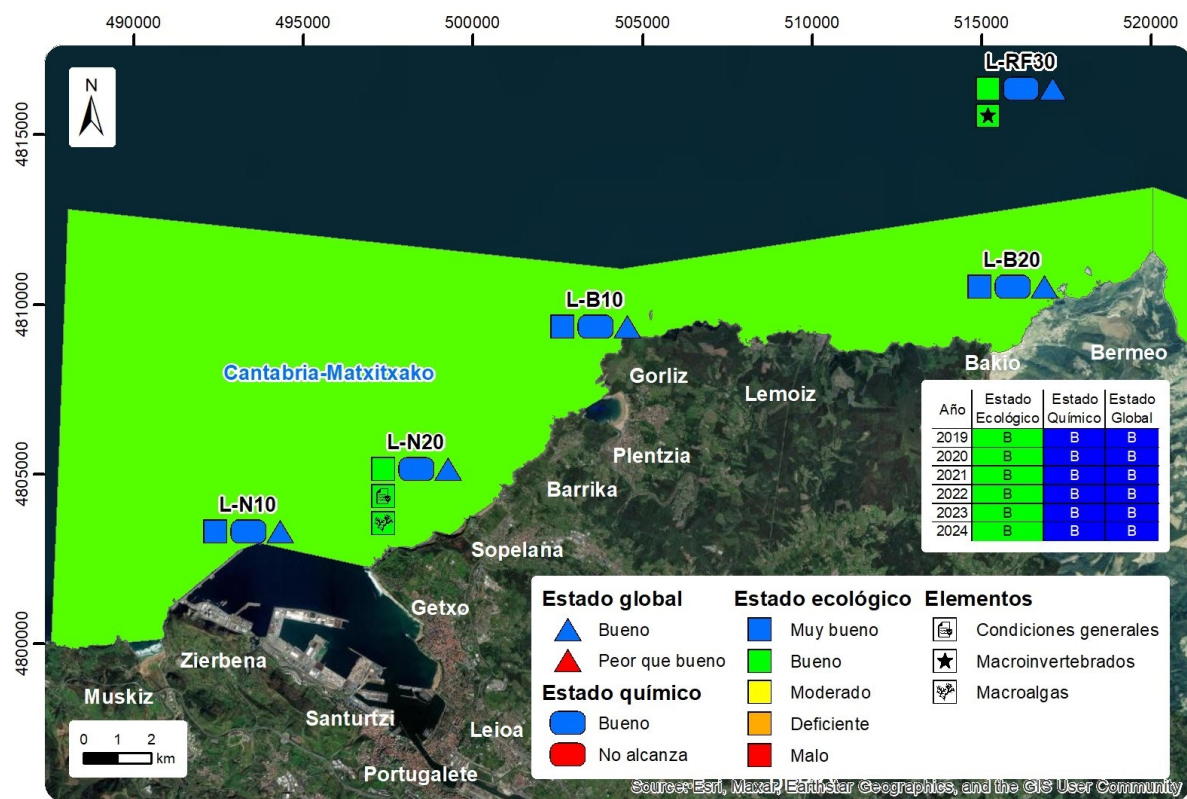 490000 495000 500000 505000 510000 515000 520000
4815000
4810000
4805000
4800000
N
L-RF30
L-B20
L-B10
Cantabria-Matxitxako
L-N20
L-N10
Bermeo
Bakio
Gorliz
Lemoiz
Plentzia
Barrika
Sopelana
Getxo
Zierbena
Muskiz
Santurtzi
Leioa
Portugalete
Año Estado Ecológico Estado Químico Estado Global
2019 B B B
2020 B B B
2021 B B B
2022 B B B
2023 B B B
2024 B B B
Estado global
Bueno
Peor que bueno
Estado químico
Bueno
No alcanza
Estado ecológico
Muy bueno
Bueno
Moderado
Deficiente
Malo
Elementos
Condiciones generales
Macroinvertebrados
Macroalgas
0 1 2
km
Source: Esri, Maxar, Earthstar Geographics, and the GIS User Community